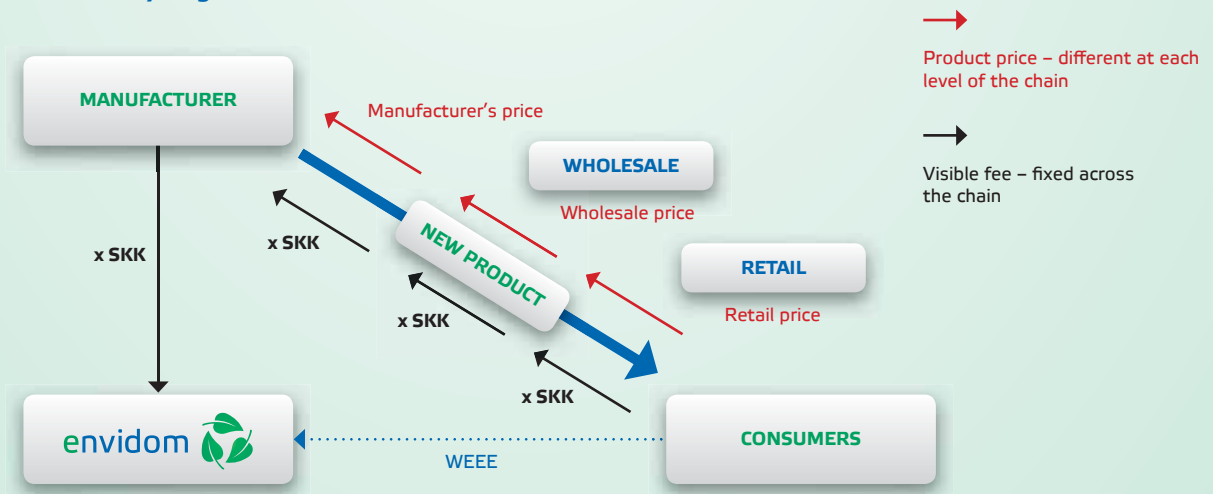 MANUFACTURER
Manufacturer’s price
Product price – different at each
level of the chain
WHOLESALE
Visible fee – fixed across
the chain
Wholesale price
x SKK
x SKK
NEW PRODUCT
RETAIL
Retail price
x SKK
x SKK
envidom
CONSUMERS
WEEE